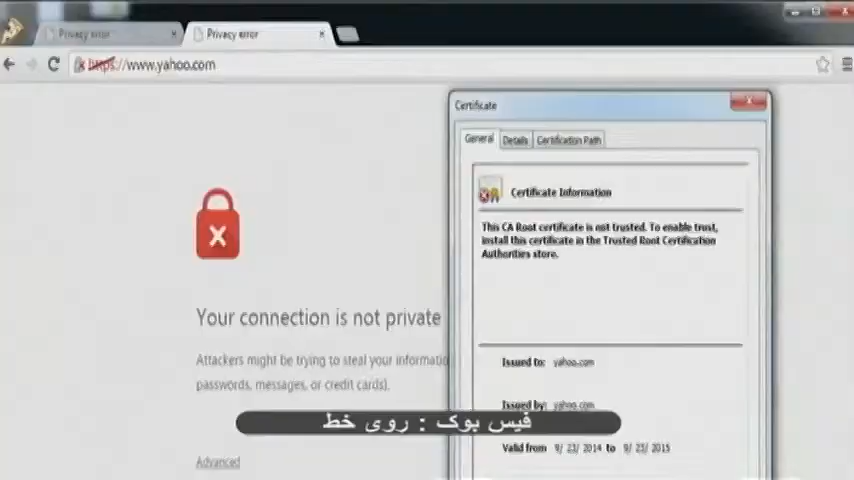 Privacy error
Privacy error
https://www.yahoo.com
Certificate
General
Details
Certification Path
Certificate Information
This CA Root certificate is not trusted. To enable trust,
install this certificate in the Trusted Root Certification
Authorities store.
Your connection is not private
Attackers might be trying to steal your informatio
passwords, messages, or credit cards).
Issued to: yahoo.com
Issued by: yahoo.com
فیس بوک : روی خط
Valid from 9/ 23/ 2014 to 9/ 23/ 2015
Advanced